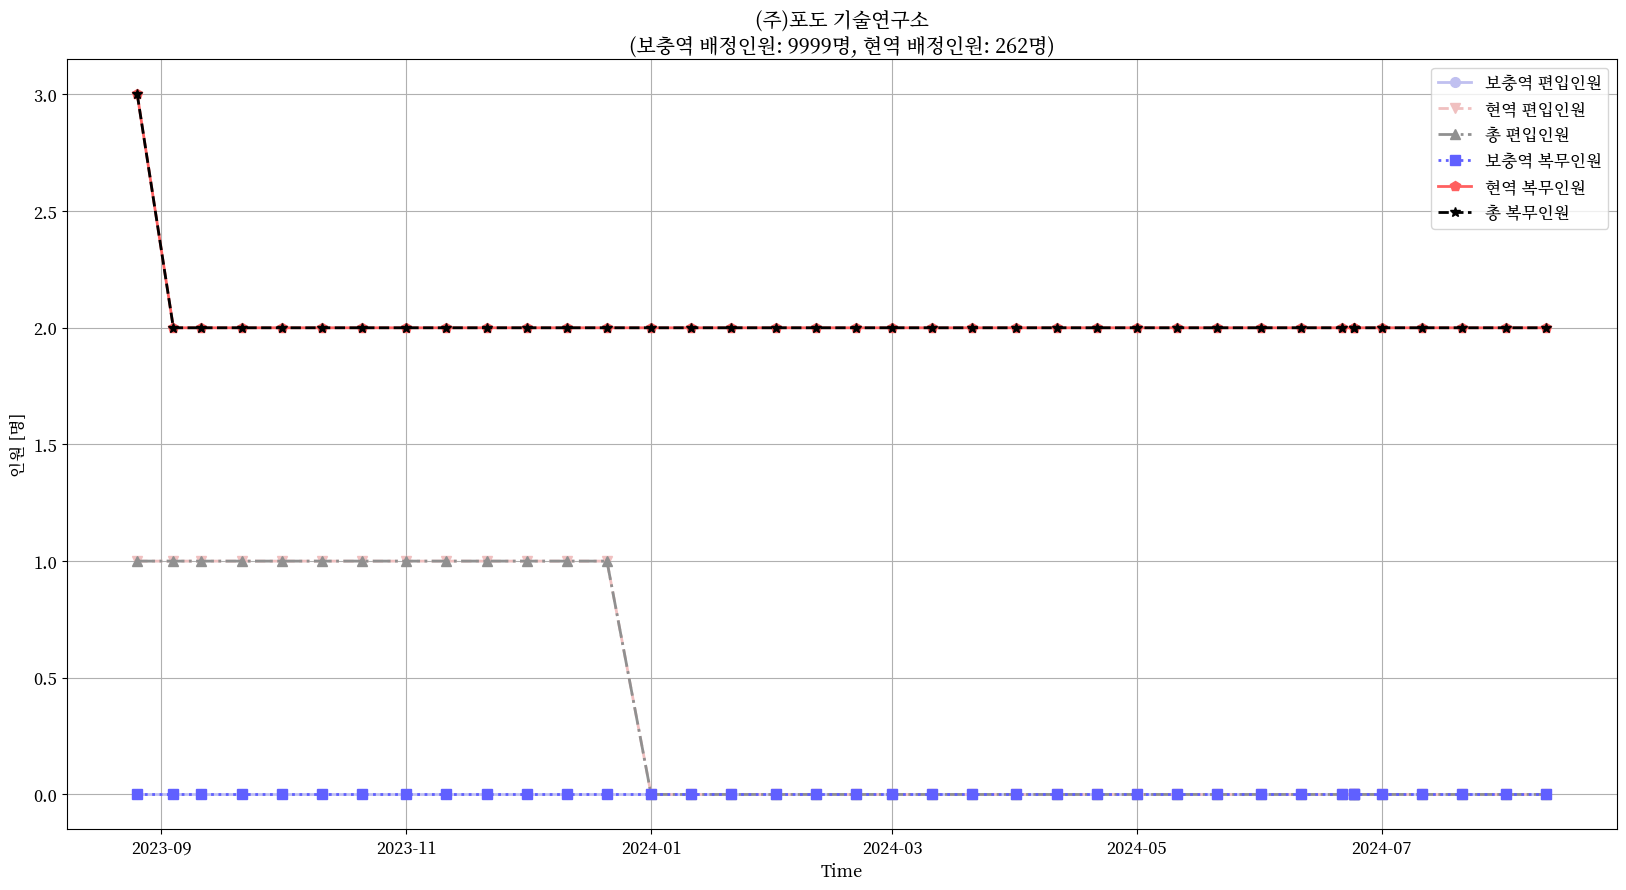 (주)포도 기술연구소
(보충역 배정인원: 9999명, 현역 배정인원: 262명)
보충역 편입인원
현역 편입인원
총 편입인원
보충역 복무인원
현역 복무인원
총 복무인원
3.0
2.5
2.0
1.5
1.0
0.5
0.0
인원 [명]
2023-09
2023-11
2024-01
2024-03
2024-05
2024-07
Time